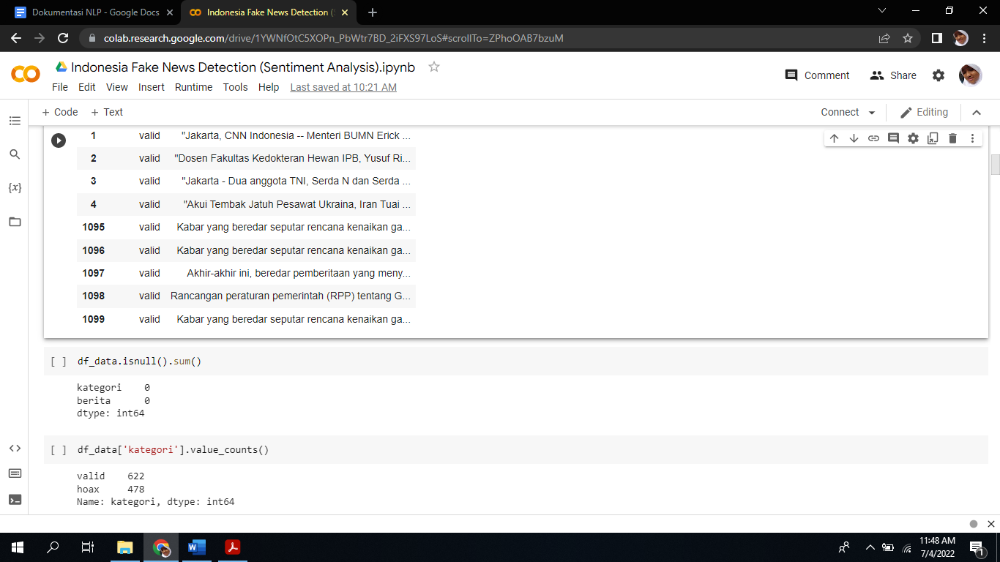 Dokumentasi NLP - Google Docs
Indonesia Fake News Detection (
colab.research.google.com/drive/1YWNfOtC5XOPn_PbWtr7BD_2iFXS97LoS#scrollTo=ZPhoOAB7bzuM
Indonesia Fake News Detection (Sentiment Analysis).ipynb
Comment Share
File Edit View Insert Runtime Tools Help Last saved at 10:21 AM
+ Code + Text Connect Editing
1 valid "Jakarta, CNN Indonesia -- Menteri BUMN Erick ...
2 valid "Dosen Fakultas Kedokteran Hewan IPB, Yusuf Ri...
3 valid "Jakarta - Dua anggota TNI, Serda N dan Serda ...
4 valid "Akui Tembak Jatuh Pesawat Ukraina, Iran Tuai ...
1095 valid Kabar yang beredar seputar rencana kenaikan ga...
1096 valid Kabar yang beredar seputar rencana kenaikan ga...
1097 valid Akhir-akhir ini, beredar pemberitaan yang meny...
1098 valid Rancangan peraturan pemerintah (RPP) tentang G...
1099 valid Kabar yang beredar seputar rencana kenaikan ga...
[ ] df_data.isnull().sum()
kategori 0
berita 0
dtype: int64
[ ] df_data['kategori'].value_counts()
valid 622
hoax 478
Name: kategori, dtype: int64
11:48 AM
7/4/2022
1